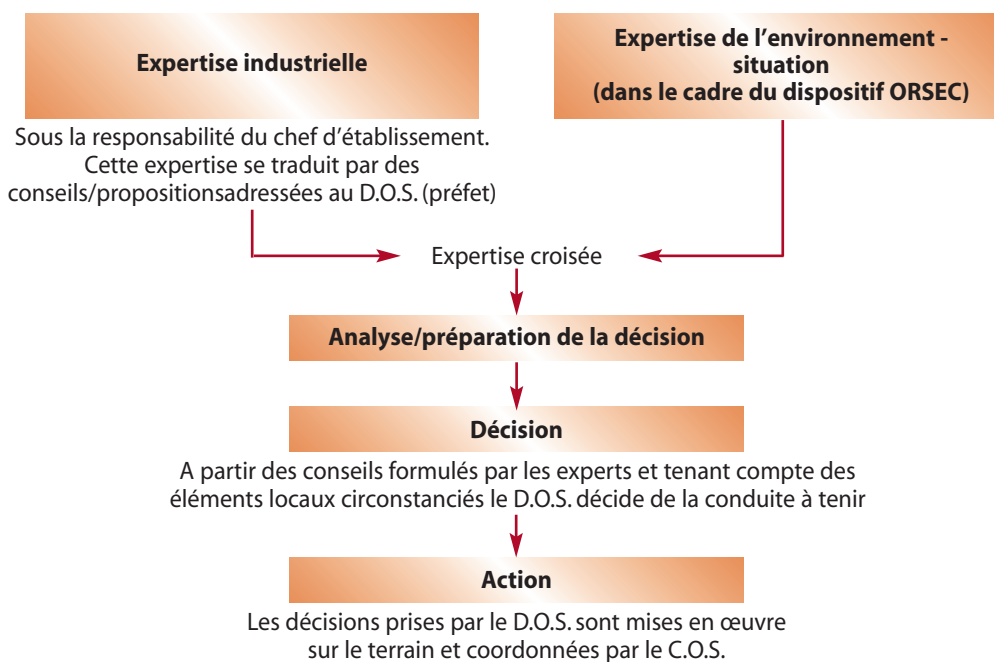 Expertise industrielle
Sous la responsabilité du chef d'établissement.
Cette expertise se traduit par des
conseils/propositionsadressées au D.O.S. (préfet)
Expertise de l'environnement -
situation
(dans le cadre du dispositif ORSEC)
Expertise croisée
Analyse/préparation de la décision
Décision
A partir des conseils formulés par les experts et tenant compte des
éléments locaux circonstanciés le D.O.S. décide de la conduite à tenir
Action
Les décisions prises par le D.O.S. sont mises en œuvre
sur le terrain et coordonnées par le C.O.S.